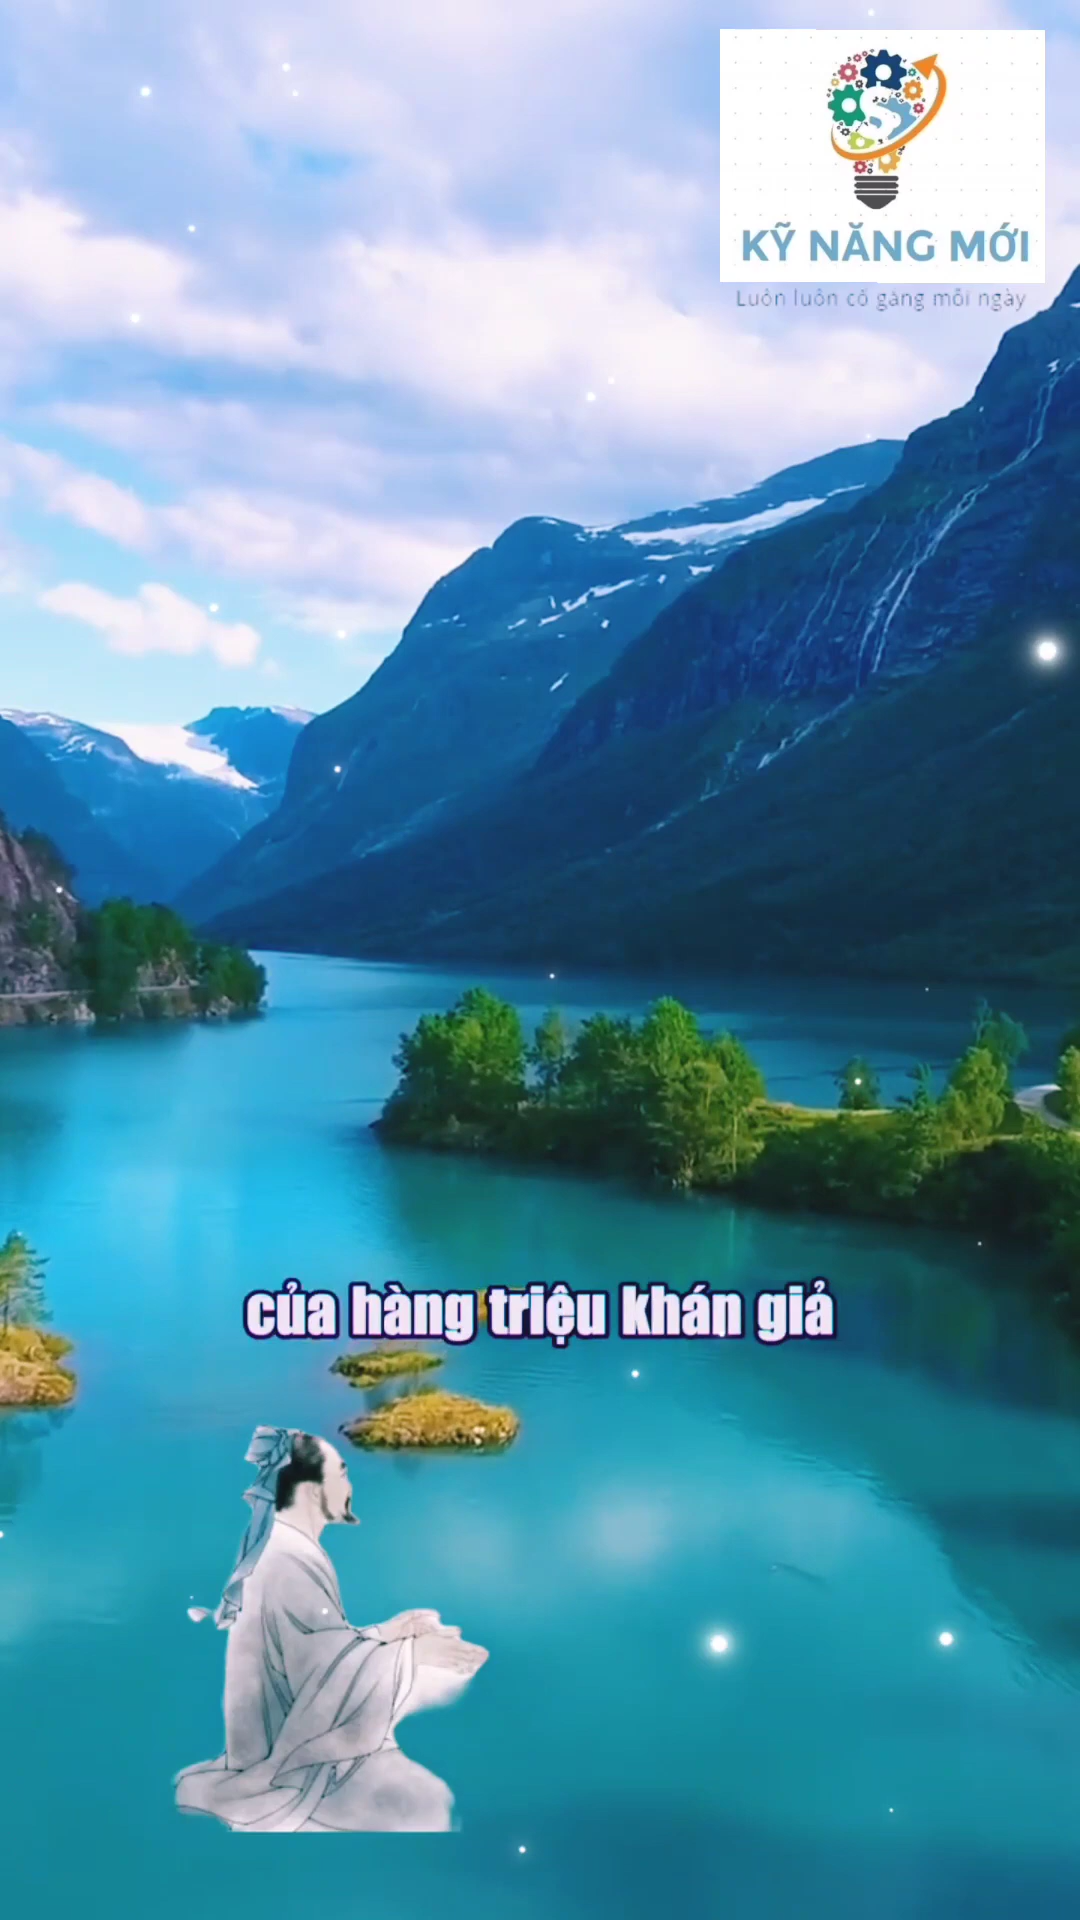 KỸ NĂNG MỚI
Luôn luôn cố gắng mỗi ngày
của hàng triệu khán giả